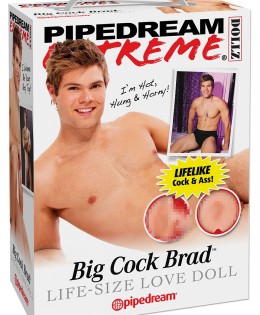 PIPEDREAM
EXTREME®
DOLLZ
I'm Hot,
Hung & Horny!
LIFELIKE
Cock & Ass!
Big Cock Brad™
LIFE-SIZE LOVE DOLL
pipedream®